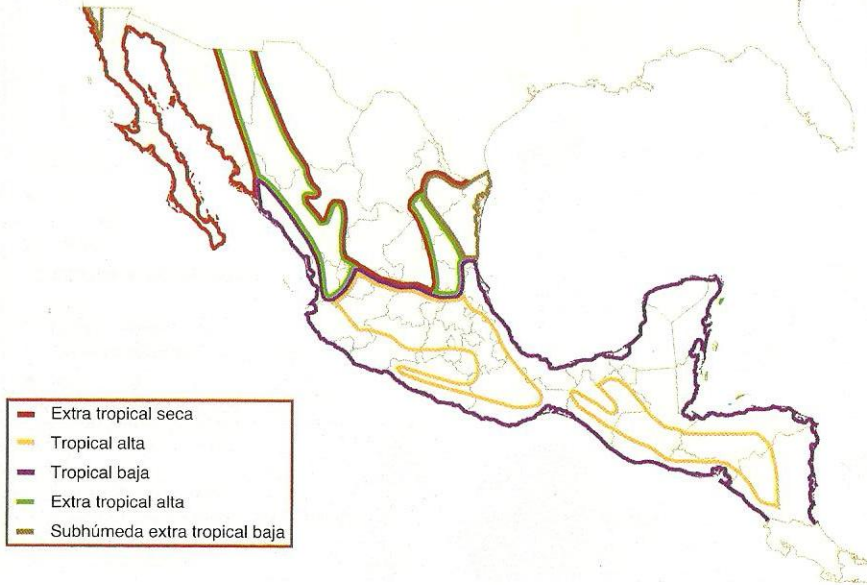 Extra tropical seca
Tropical alta
Tropical baja
Extra tropical alta
Subhúmeda extra tropical baja